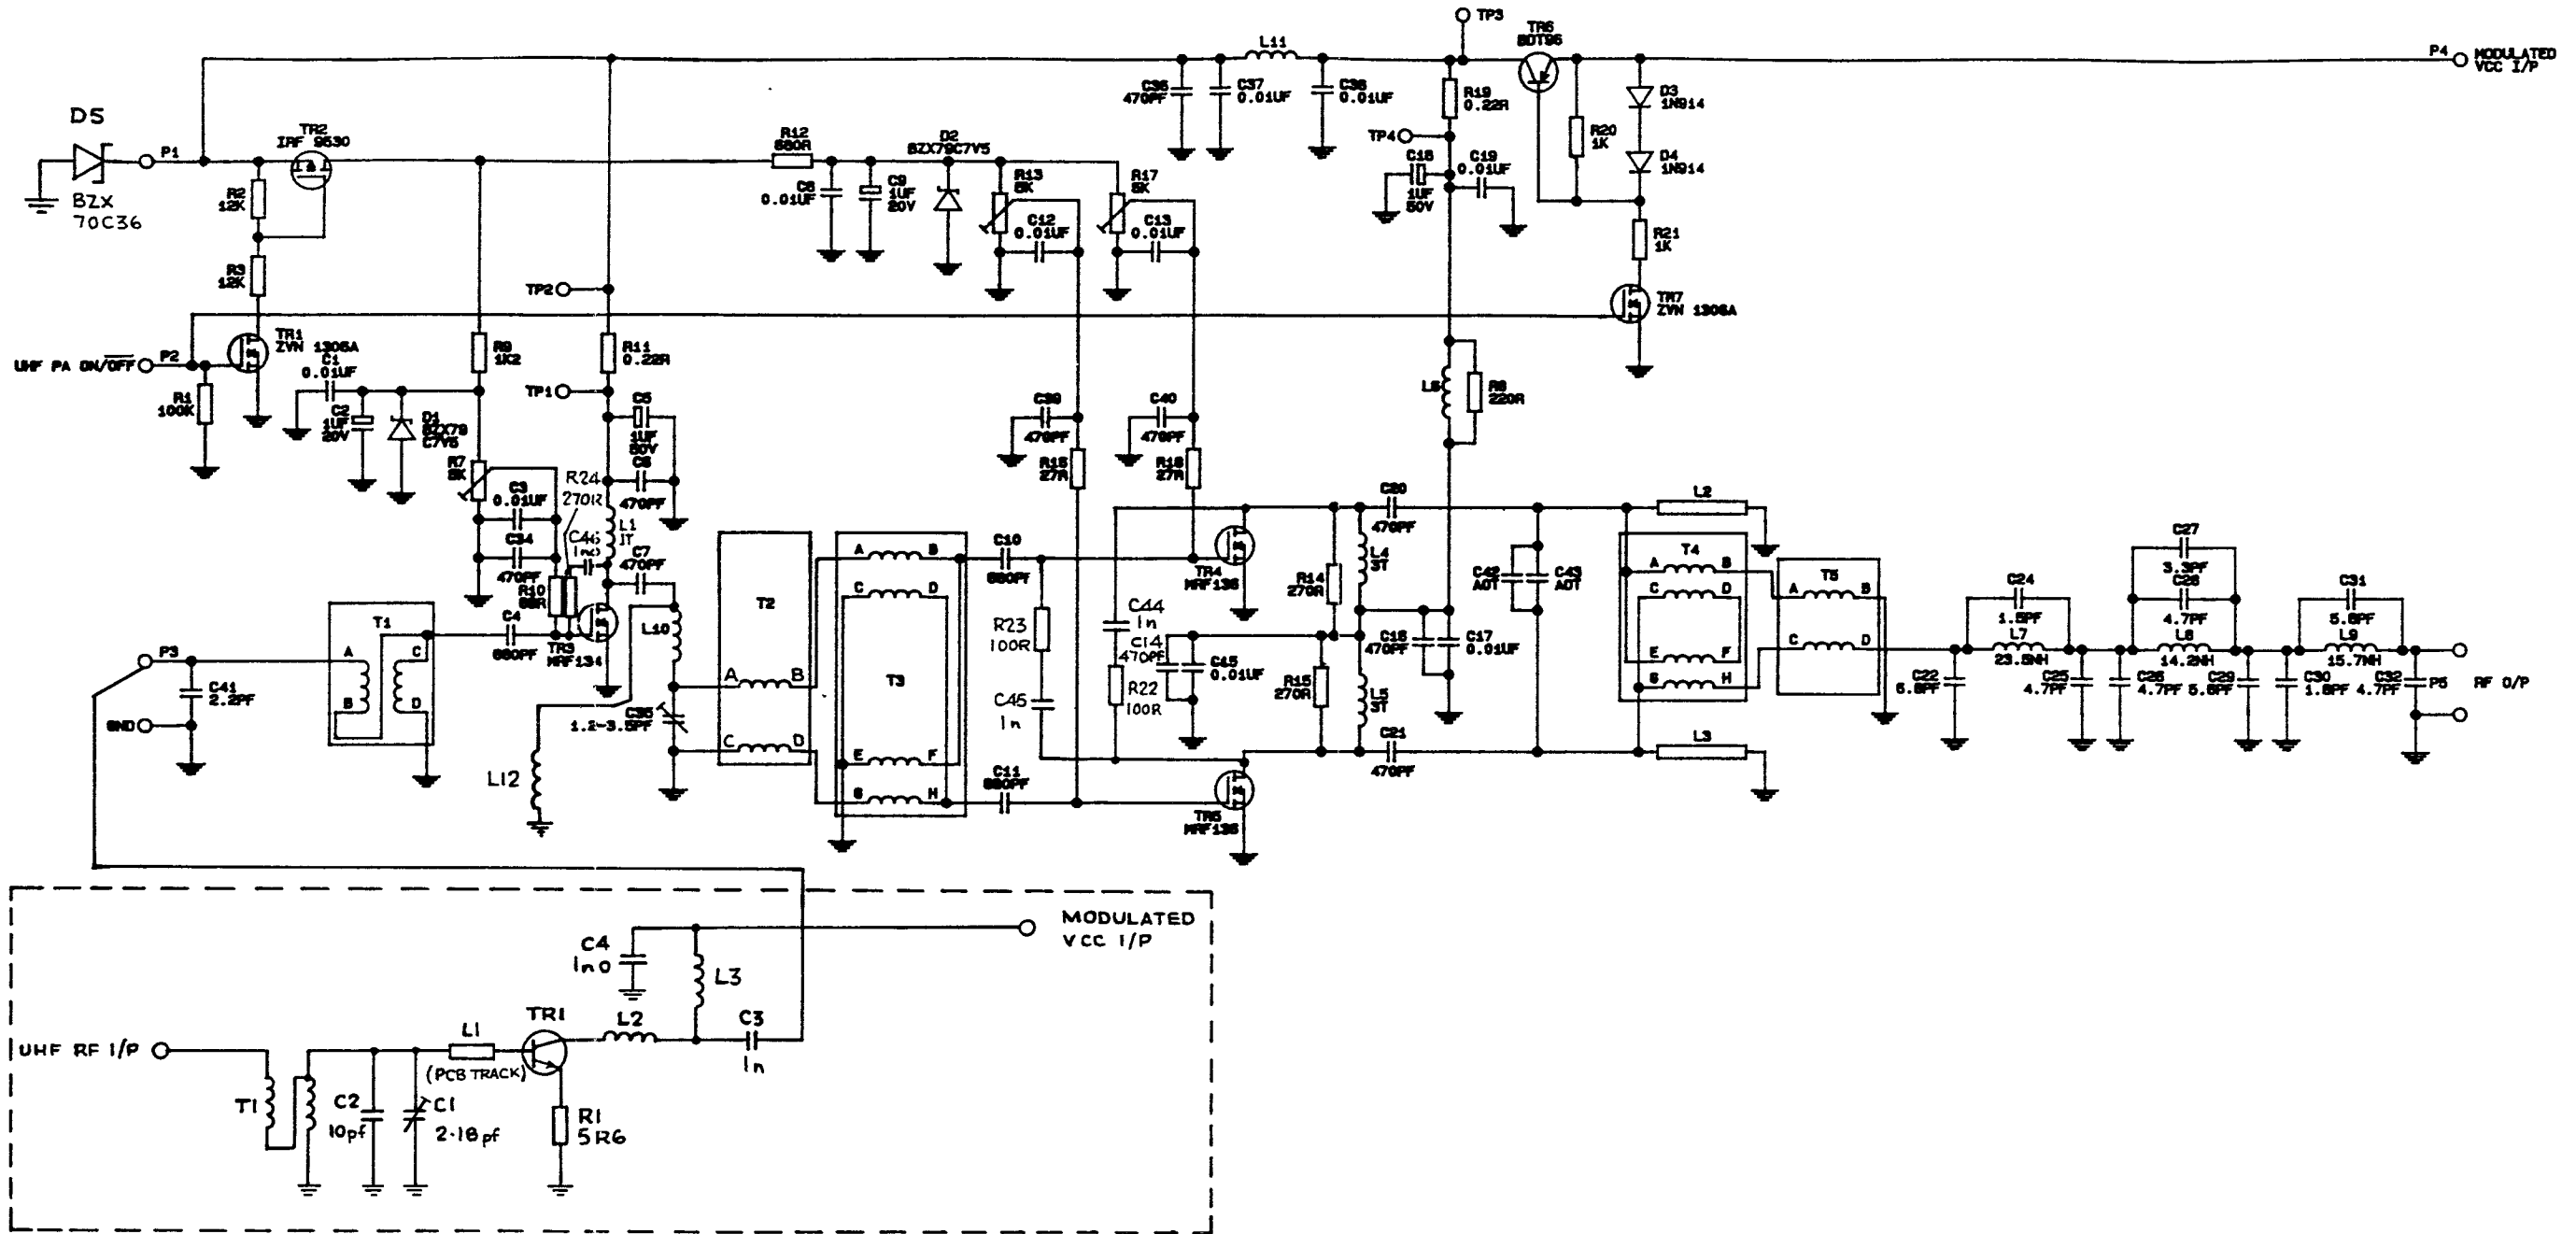 TP3
TR6
BDT95
P4
MODULATED
VCC I/P
L11
C36
470PF
C37
0.01UF
C38
0.01UF
R19
0.22R
D3
1N914
R20
1K
D4
1N914
TP4
C18
1UF
50V
C19
0.01UF
R21
1K
TR7
ZVN 1306A
D5
BZX
70C36
P1
TR2
IRF 9530
R2
12K
R3
12K
R12
680R
C8
0.01UF
C9
1UF
20V
D2
BZX79C7V5
R13
5K
C12
0.01UF
R17
5K
C13
0.01UF
TP2
UHF PA ON/OFF
P2
TR1
ZVN 1306A
R1
100K
C1
0.01UF
C2
1UF
20V
D1
BZX79
C7V5
R9
1K2
R11
0.22R
TP1
C5
1UF
50V
C6
470PF
R7
5K
C3
0.01UF
C34
470PF
R24
270R
C46
1n0
L1
1T
C7
470PF
R10
68R
C4
680PF
TR3
MRF134
L10
C35
1.2-3.5PF
L12
P3
C41
2.2PF
GND
T1
A
B
C
D
T2
A
B
C
D
T3
A
B
C
D
E
F
G
H
C10
680PF
C11
680PF
C39
470PF
C40
470PF
R16
27R
R18
27R
R23
100R
C45
1n
C44
1n
C14
470PF
R22
100R
C15
0.01UF
TR4
MRF136
TR5
MRF136
R14
270R
R15
270R
L4
3T
L5
3T
C20
470PF
C21
470PF
C16
470PF
C17
0.01UF
L6
R8
220R
C42
AOT
C43
AOT
L2
L3
T4
A
B
C
D
E
F
G
H
T5
A
B
C
D
C24
1.5PF
L7
23.5NH
C22
6.8PF
C25
4.7PF
C26
4.7PF
C27
3.3PF
C28
4.7PF
L8
14.2NH
C29
5.6PF
C30
1.8PF
C31
5.6PF
L9
15.7NH
C32
4.7PF
P5
RF O/P
MODULATED
VCC I/P
C4
1n0
L3
TR1
L2
C3
1n
UHF RF I/P
L1
(PCB TRACK)
T1
C2
10pf
C1
2-18pf
R1
5R6